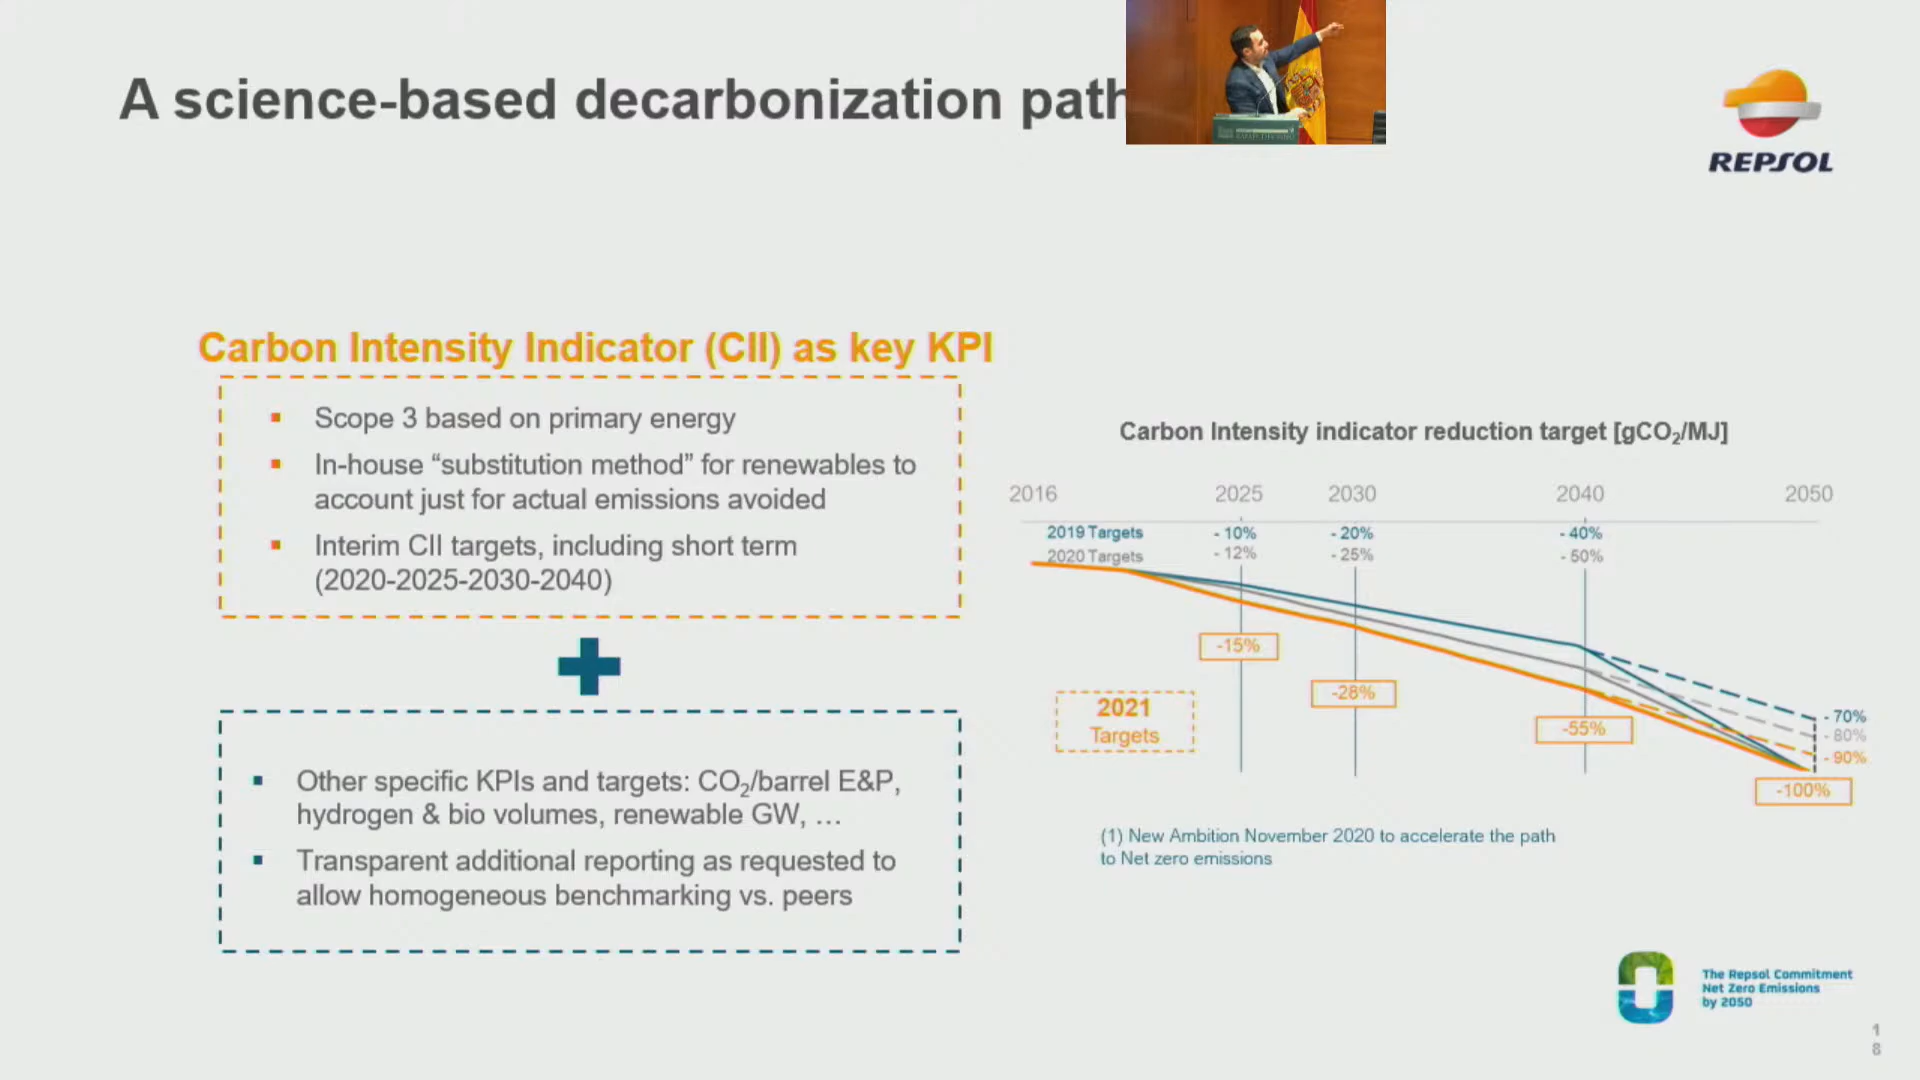 A science-based decarbonization path
REPSOL
Carbon Intensity Indicator (CII) as key KPI
▪ Scope 3 based on primary energy
▪ In-house “substitution method” for renewables to
account just for actual emissions avoided
▪ Interim CII targets, including short term
(2020-2025-2030-2040)
▪ Other specific KPIs and targets: CO₂/barrel E&P,
hydrogen & bio volumes, renewable GW, …
▪ Transparent additional reporting as requested to
allow homogeneous benchmarking vs. peers
Carbon Intensity indicator reduction target [gCO₂/MJ]
2016 2025 2030 2040 2050
2019 Targets - 10% - 20% - 40%
2020 Targets - 12% - 25% - 50%
-15%
-28%
2021
Targets
-55%
- 70%
- 80%
- 90%
-100%
(1) New Ambition November 2020 to accelerate the path
to Net zero emissions
The Repsol Commitment
Net Zero Emissions
by 2050
1
8